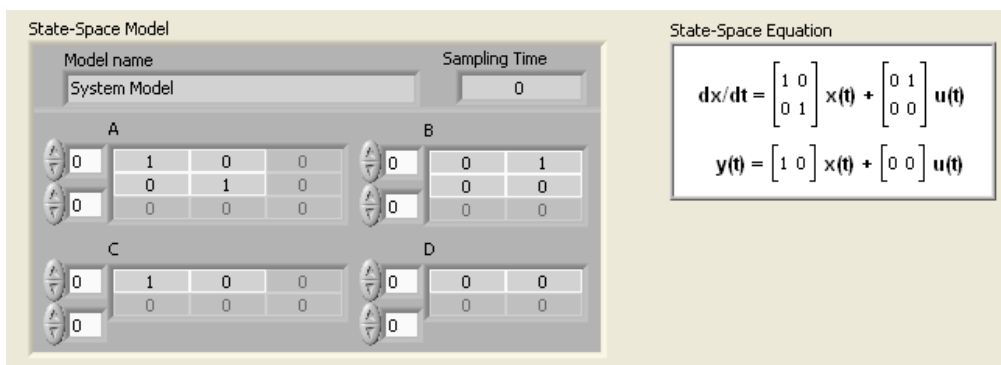 State-Space Model
Model name
Sampling Time
System Model
0
A
B
0 1 0 0
0 1 0
0 0 0 0
0 0 1
0 0
0 0 0
C
D
0 1 0 0
0 0 0
0
0 0 0
0 0
0
State-Space Equation
dx/dt = [1 0 0 1] x(t) + [0 1 0 0] u(t)
y(t) = [1 0] x(t) + [0 0] u(t)